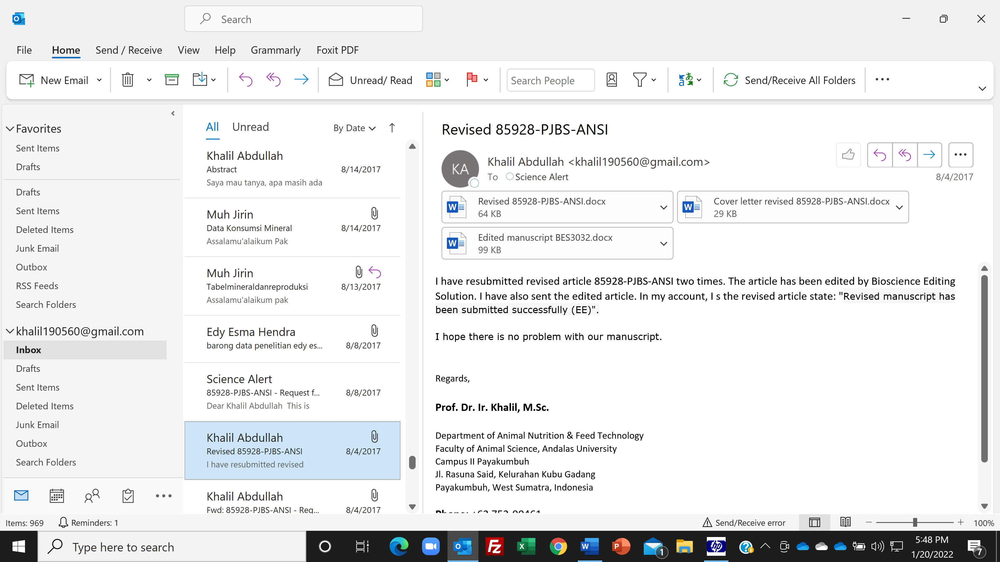 Search
File Home Send / Receive View Help Grammarly Foxit PDF
New Email Unread/ Read Search People Send/Receive All Folders
Favorites
Sent Items
Drafts
Drafts
Sent Items
Deleted Items
Junk Email
Outbox
RSS Feeds
Search Folders
khalil190560@gmail.com
Inbox
Drafts
Sent Items
Deleted Items
Junk Email
Outbox
Search Folders
All Unread By Date
Khalil Abdullah
Abstract 8/14/2017
Saya mau tanya, apa masih ada
Muh Jirin
Data Konsumsi Mineral 8/14/2017
Assalamu'alaikum Pak
Muh Jirin
Tabelmineraldanreproduksi 8/13/2017
Assalamu'alaikum pak
Edy Esma Hendra
barong data penelitian edy es... 8/8/2017
Science Alert
85928-PJBS-ANSI - Request f... 8/8/2017
Dear Khalil Abdullah This is
Khalil Abdullah
Revised 85928-PJBS-ANSI 8/4/2017
I have resubmitted revised
Khalil Abdullah
Fwd: 85928-PJBS-ANSI - Req... 8/4/2017
Revised 85928-PJBS-ANSI
KA
Khalil Abdullah <khalil190560@gmail.com>
To Science Alert
8/4/2017
Revised 85928-PJBS-ANSI.docx
64 KB
Cover letter revised 85928-PJBS-ANSI.docx
29 KB
Edited manuscript BES3032.docx
99 KB
I have resubmitted revised article 85928-PJBS-ANSI two times. The article has been edited by Bioscience Editing
Solution. I have also sent the edited article. In my account, I s the revised article state: "Revised manuscript has
been submitted successfully (EE)".
I hope there is no problem with our manuscript.
Regards,
Prof. Dr. Ir. Khalil, M.Sc.
Department of Animal Nutrition & Feed Technology
Faculty of Animal Science, Andalas University
Campus II Payakumbuh
Jl. Rasuna Said, Kelurahan Kubu Gadang
Payakumbuh, West Sumatra, Indonesia
Phone: +62 752-90461
Items: 969 Reminders: 1 Send/Receive error 100%
Type here to search
1
5:48 PM
1/20/2022
7